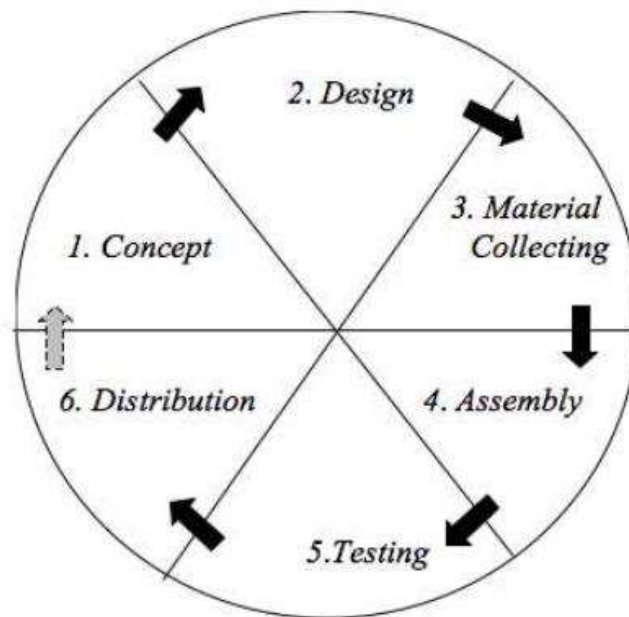 1. Concept
2. Design
3. Material
Collecting
4. Assembly
5.Testing
6. Distribution